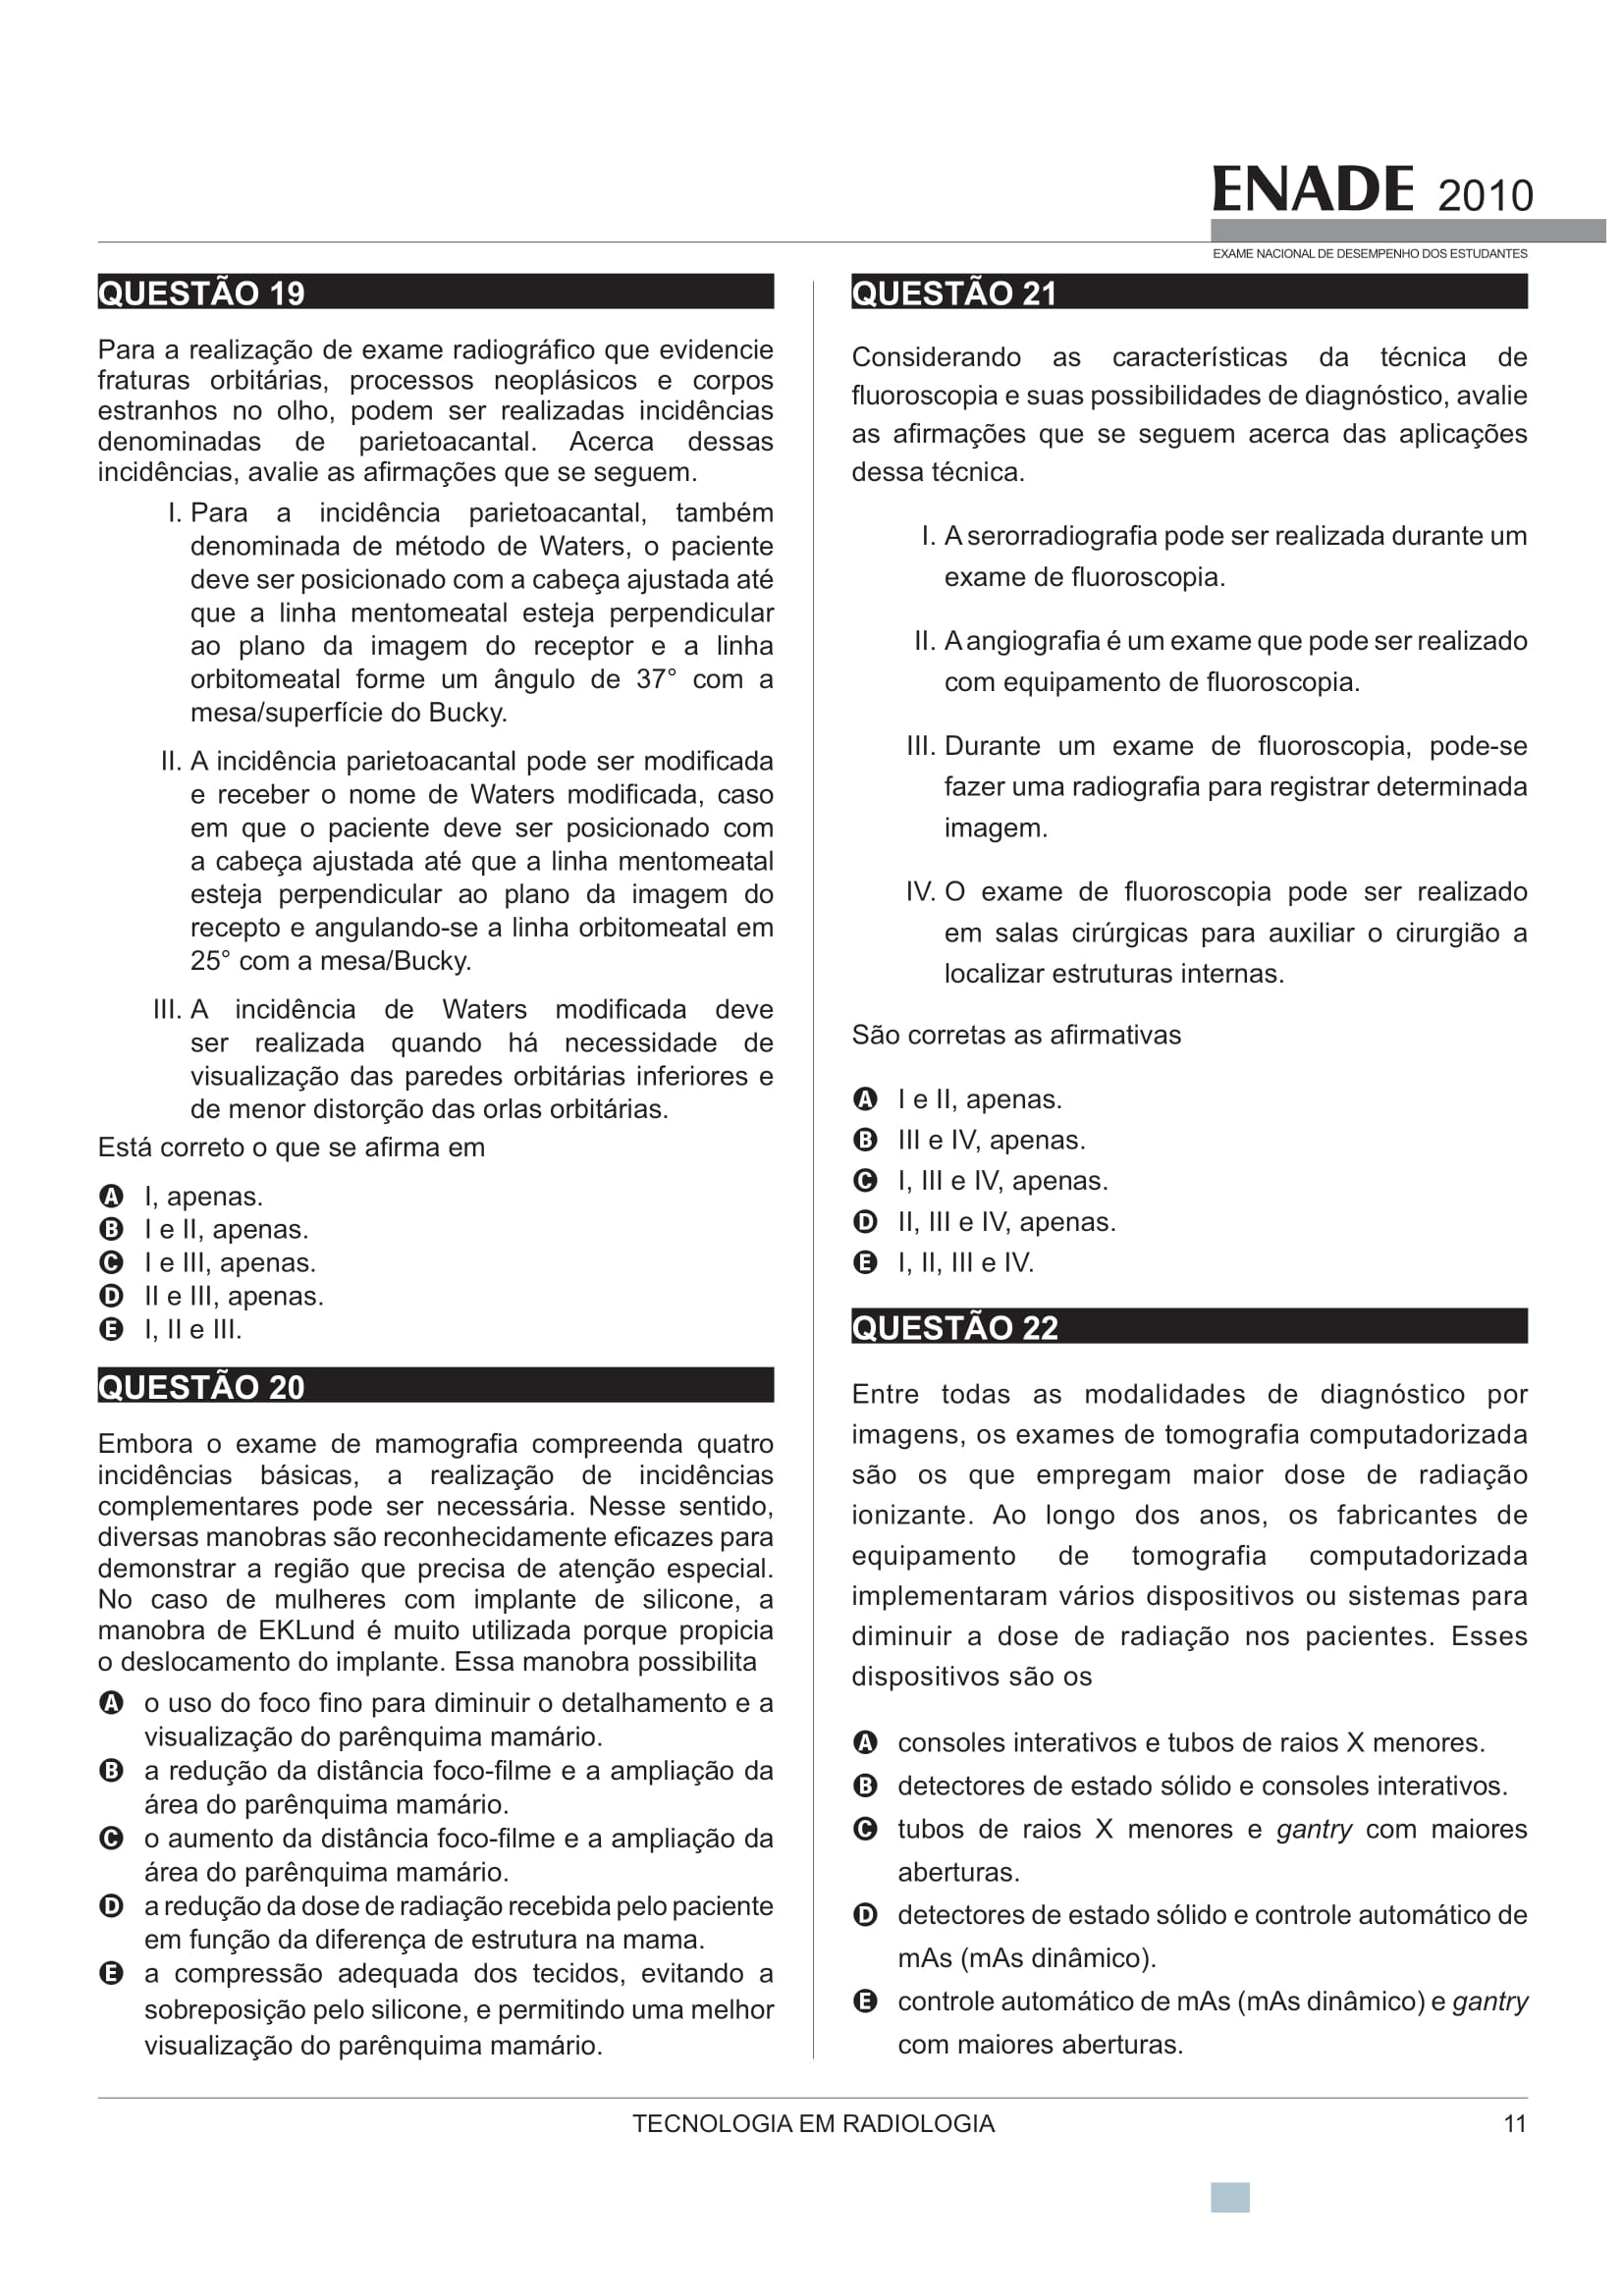 ENADE 2010
EXAME NACIONAL DE DESEMPENHO DOS ESTUDANTES
QUESTÃO 19
Para a realização de exame radiográfico que evidencie
fraturas orbitárias, processos neoplásicos e corpos
estranhos no olho, podem ser realizadas incidências
denominadas de parietoacantal. Acerca dessas
incidências, avalie as afirmações que se seguem.
I. Para a incidência parietoacantal, também
denominada de método de Waters, o paciente
deve ser posicionado com a cabeça ajustada até
que a linha mentomeatal esteja perpendicular
ao plano da imagem do receptor e a linha
orbitomeatal forme um ângulo de 37° com a
mesa/superfície do Bucky.
II. A incidência parietoacantal pode ser modificada
e receber o nome de Waters modificada, caso
em que o paciente deve ser posicionado com
a cabeça ajustada até que a linha mentomeatal
esteja perpendicular ao plano da imagem do
recepto e angulando-se a linha orbitomeatal em
25° com a mesa/Bucky.
III. A incidência de Waters modificada deve
ser realizada quando há necessidade de
visualização das paredes orbitárias inferiores e
de menor distorção das orlas orbitárias.
Está correto o que se afirma em
A I, apenas.
B I e II, apenas.
C I e III, apenas.
D II e III, apenas.
E I, II e III.
QUESTÃO 20
Embora o exame de mamografia compreenda quatro
incidências básicas, a realização de incidências
complementares pode ser necessária. Nesse sentido,
diversas manobras são reconhecidamente eficazes para
demonstrar a região que precisa de atenção especial.
No caso de mulheres com implante de silicone, a
manobra de EKLund é muito utilizada porque propicia
o deslocamento do implante. Essa manobra possibilita
A o uso do foco fino para diminuir o detalhamento e a
visualização do parênquima mamário.
B a redução da distância foco-filme e a ampliação da
área do parênquima mamário.
C o aumento da distância foco-filme e a ampliação da
área do parênquima mamário.
D a redução da dose de radiação recebida pelo paciente
em função da diferença de estrutura na mama.
E a compressão adequada dos tecidos, evitando a
sobreposição pelo silicone, e permitindo uma melhor
visualização do parênquima mamário.
QUESTÃO 21
Considerando as características da técnica de
fluoroscopia e suas possibilidades de diagnóstico, avalie
as afirmações que se seguem acerca das aplicações
dessa técnica.
I. A serorradiografia pode ser realizada durante um
exame de fluoroscopia.
II. A angiografia é um exame que pode ser realizado
com equipamento de fluoroscopia.
III. Durante um exame de fluoroscopia, pode-se
fazer uma radiografia para registrar determinada
imagem.
IV. O exame de fluoroscopia pode ser realizado
em salas cirúrgicas para auxiliar o cirurgião a
localizar estruturas internas.
São corretas as afirmativas
A I e II, apenas.
B III e IV, apenas.
C I, III e IV, apenas.
D II, III e IV, apenas.
E I, II, III e IV.
QUESTÃO 22
Entre todas as modalidades de diagnóstico por
imagens, os exames de tomografia computadorizada
são os que empregam maior dose de radiação
ionizante. Ao longo dos anos, os fabricantes de
equipamento de tomografia computadorizada
implementaram vários dispositivos ou sistemas para
diminuir a dose de radiação nos pacientes. Esses
dispositivos são os
A consoles interativos e tubos de raios X menores.
B detectores de estado sólido e consoles interativos.
C tubos de raios X menores e gantry com maiores
aberturas.
D detectores de estado sólido e controle automático de
mAs (mAs dinâmico).
E controle automático de mAs (mAs dinâmico) e gantry
com maiores aberturas.
TECNOLOGIA EM RADIOLOGIA
11